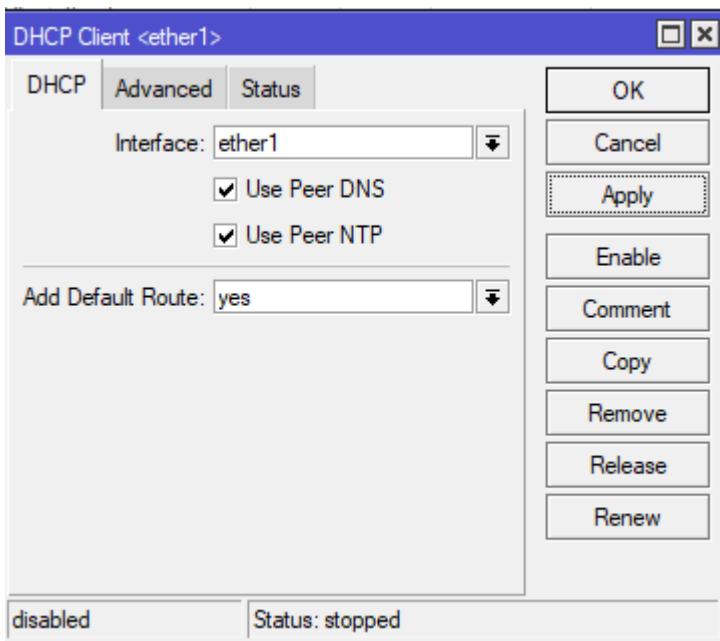 DHCP Client <ether1>
DHCP Advanced Status
Interface: ether1
Use Peer DNS
Use Peer NTP
Add Default Route: yes
OK
Cancel
Apply
Enable
Comment
Copy
Remove
Release
Renew
disabled Status: stopped